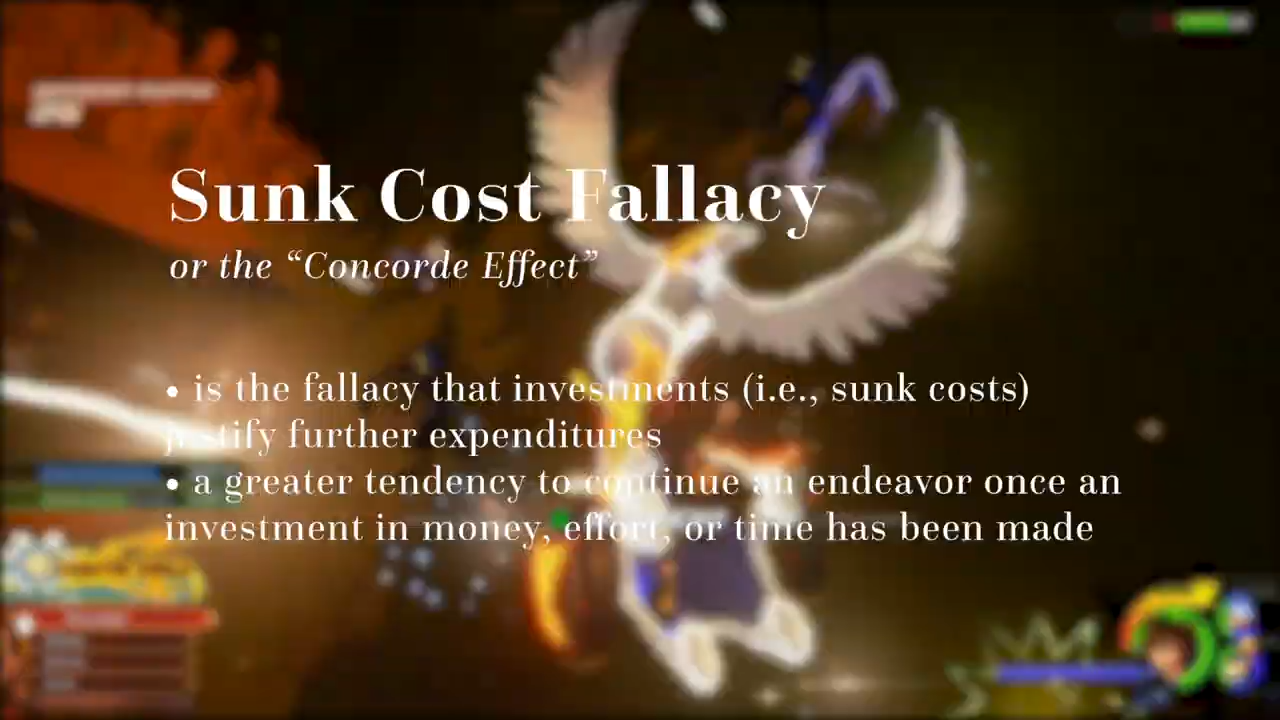 Sunk Cost Fallacy
or the “Concorde Effect”
• is the fallacy that investments (i.e., sunk costs)
justify further expenditures
• a greater tendency to continue an endeavor once an
investment in money, effort, or time has been made